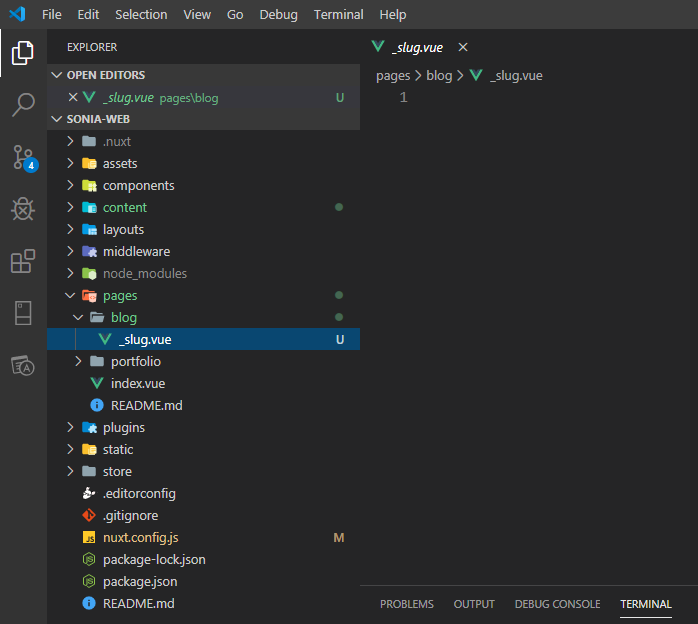 File Edit Selection View Go Debug Terminal Help
EXPLORER
OPEN EDITORS
_slug.vue pages\blog U
SONIA-WEB
.nuxt
assets
components
content
layouts
middleware
node_modules
pages
blog
_slug.vue U
portfolio
index.vue
README.md
plugins
static
store
.editorconfig
.gitignore
JS nuxt.config.js M
package-lock.json
package.json
README.md
4
_slug.vue
pages > blog > _slug.vue
1
PROBLEMS OUTPUT DEBUG CONSOLE TERMINAL